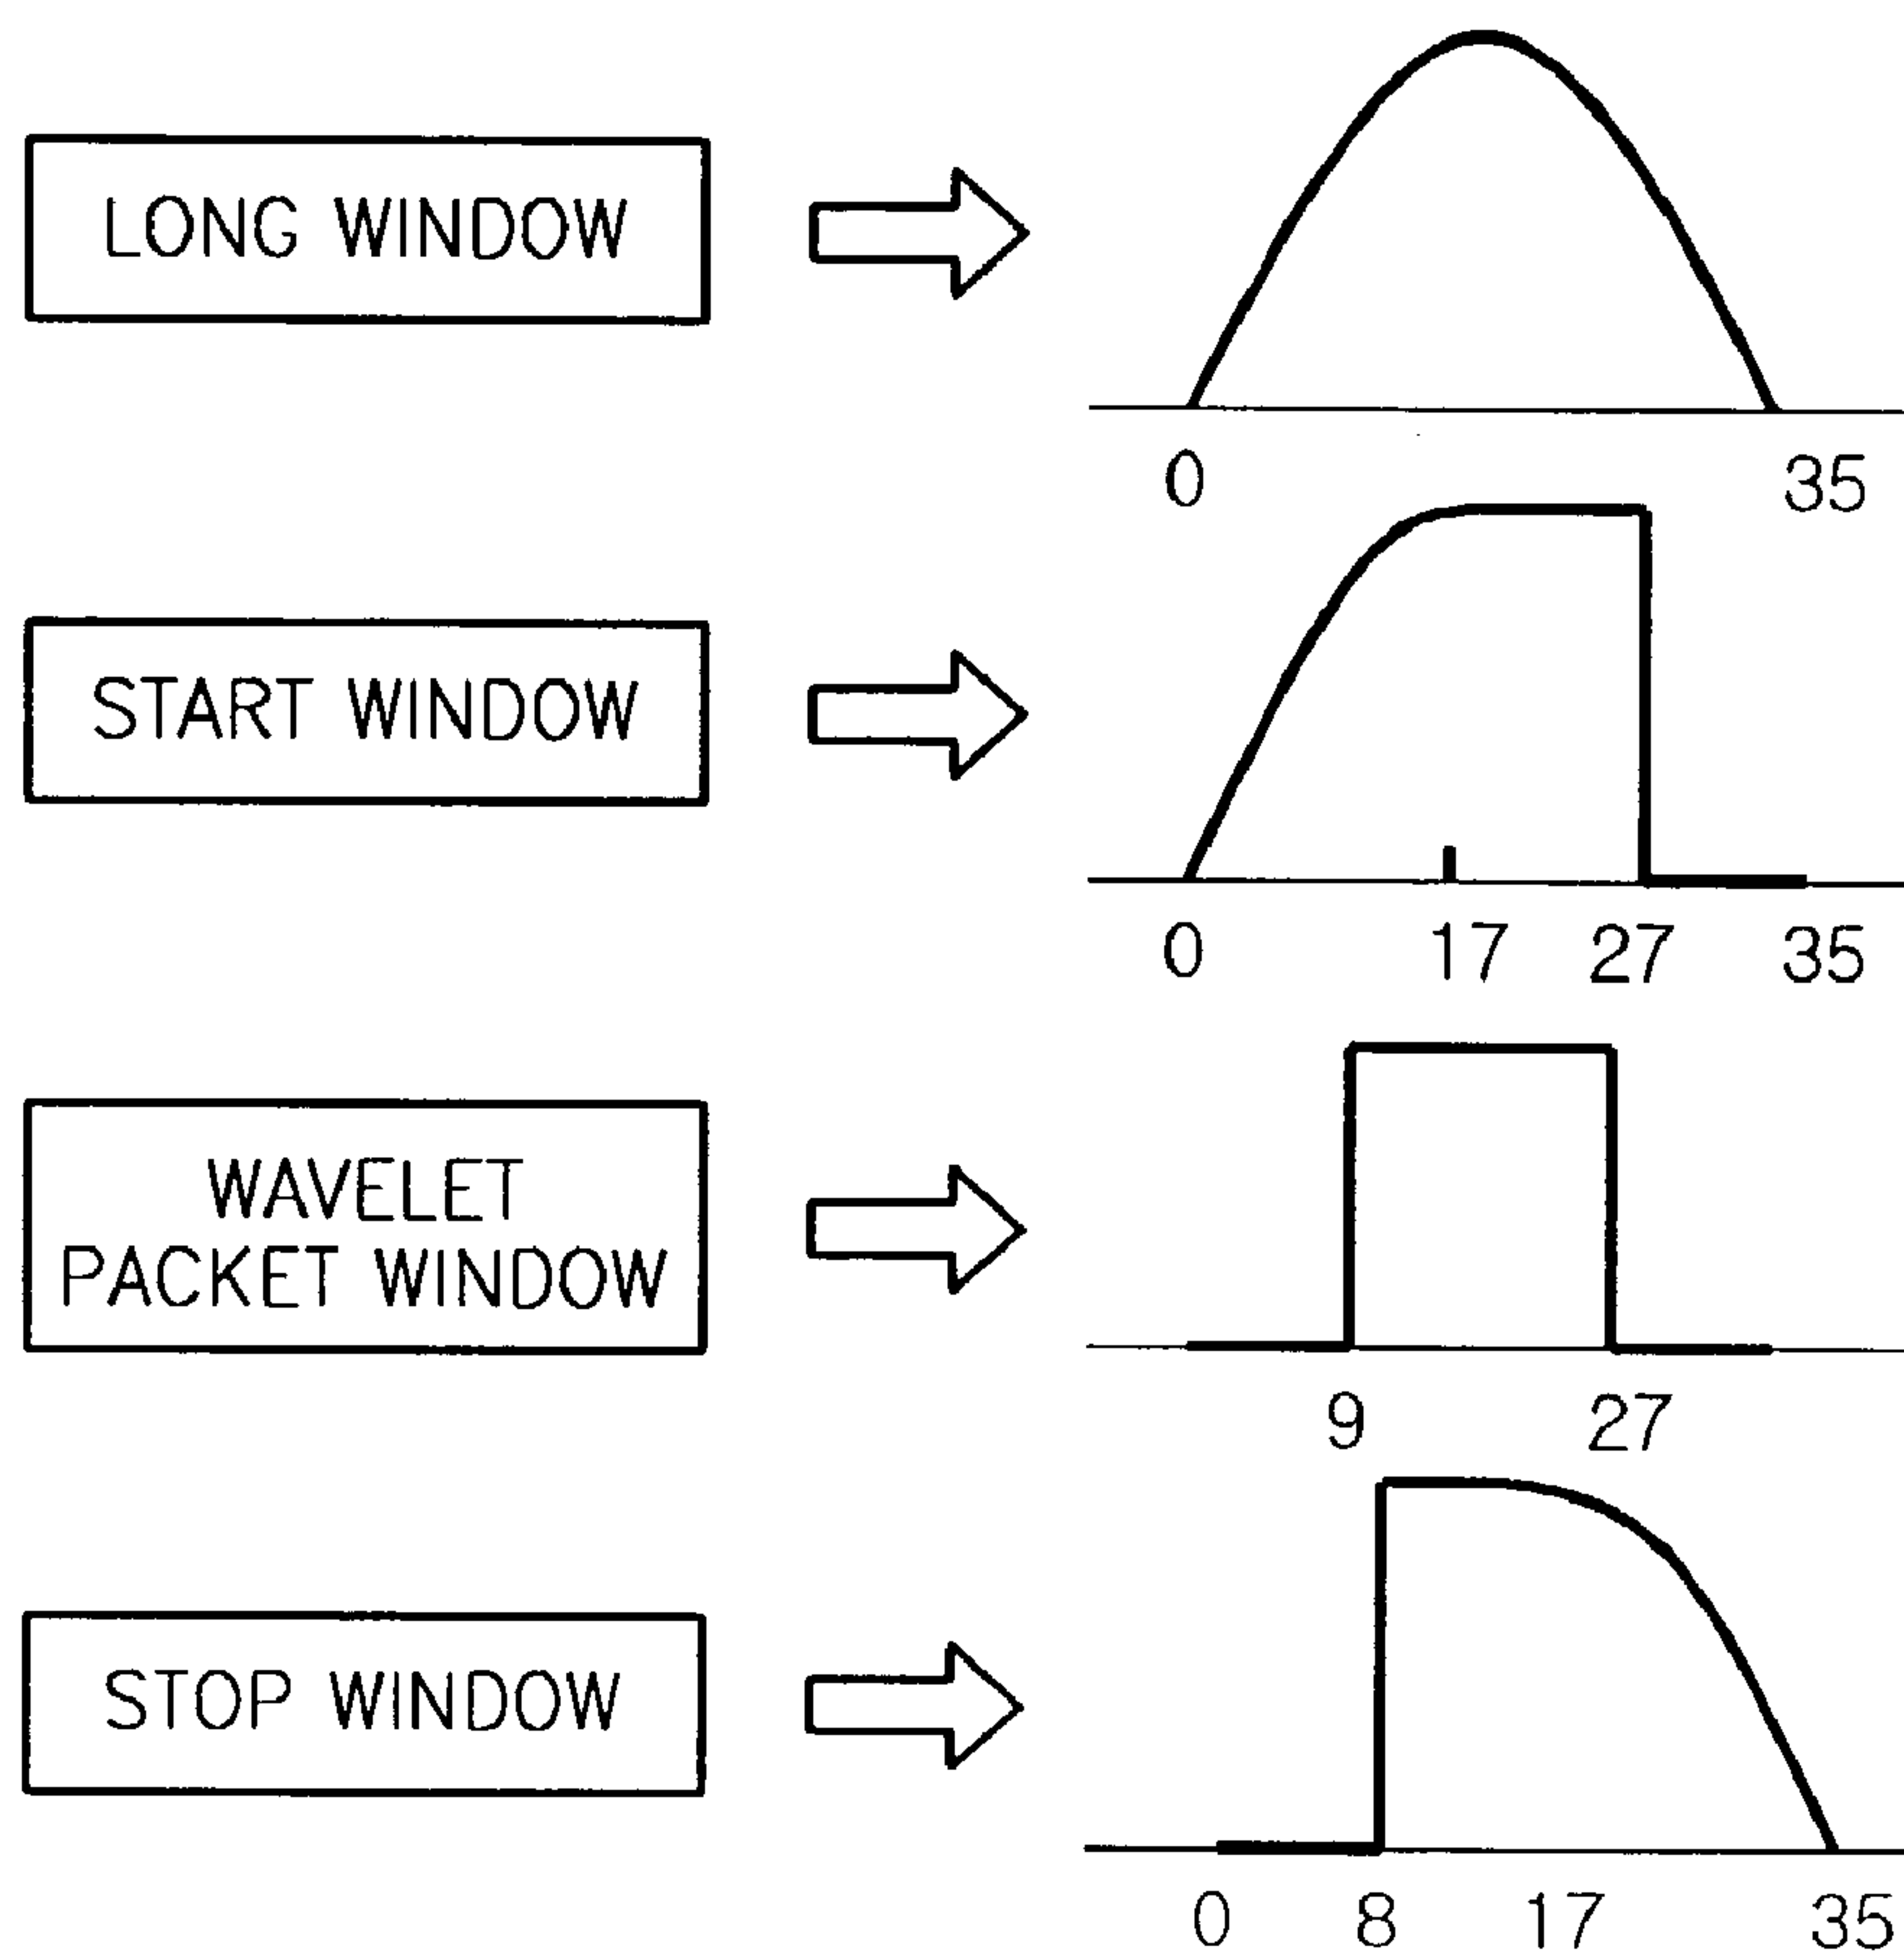 LONG WINDOW
0 35
START WINDOW
0 17 27 35
WAVELET
PACKET WINDOW
9 27
STOP WINDOW
0 8 17 35